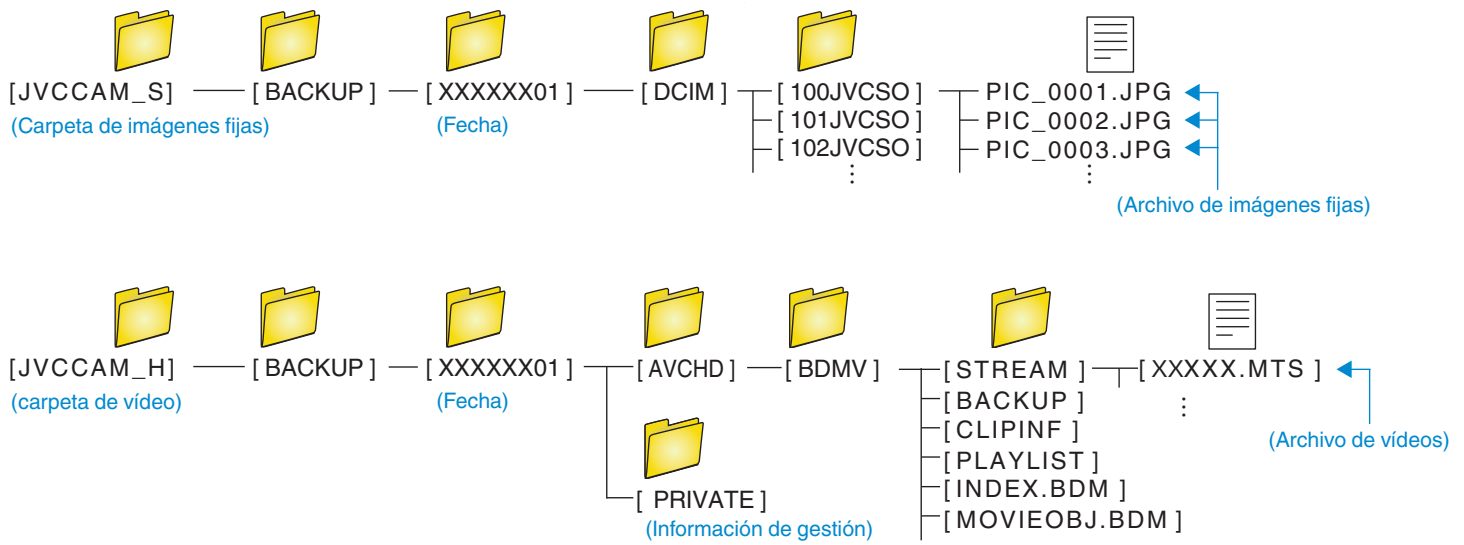 [JVCCAM_S] [BACKUP] [XXXXXX01] [DCIM] [100JVCSO] PIC_0001.JPG
(Carpeta de imágenes fijas) (Fecha) [101JVCSO] PIC_0002.JPG
[102JVCSO] PIC_0003.JPG
(Archivo de imágenes fijas)
[JVCCAM_H] [BACKUP] [XXXXXX01] [AVCHD] [BDMV] [STREAM] [XXXXX.MTS]
(carpeta de vídeo) (Fecha) [BACKUP]
[CLIPINF] (Archivo de vídeos)
[PLAYLIST]
[PRIVATE] [INDEX.BDM]
(Información de gestión) [MOVIEOBJ.BDM]